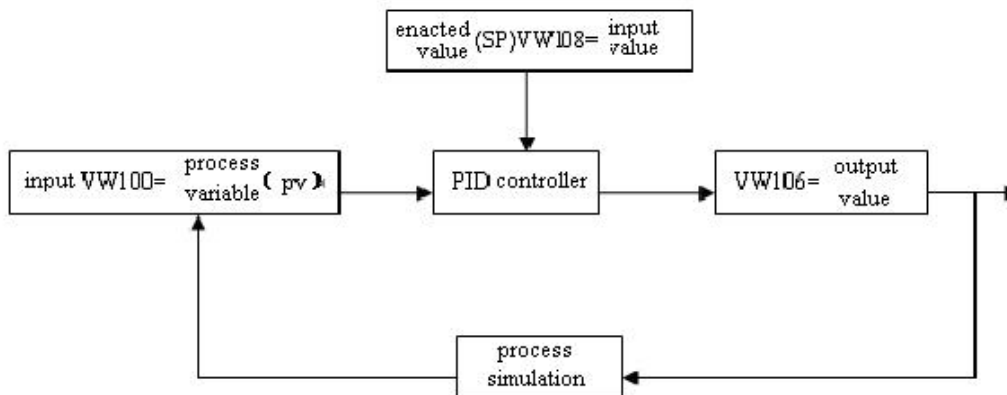 enacted value (SP)VW108= input value
input VW100= process variable ( pv )
PID controller
VW106= output value
process
simulation